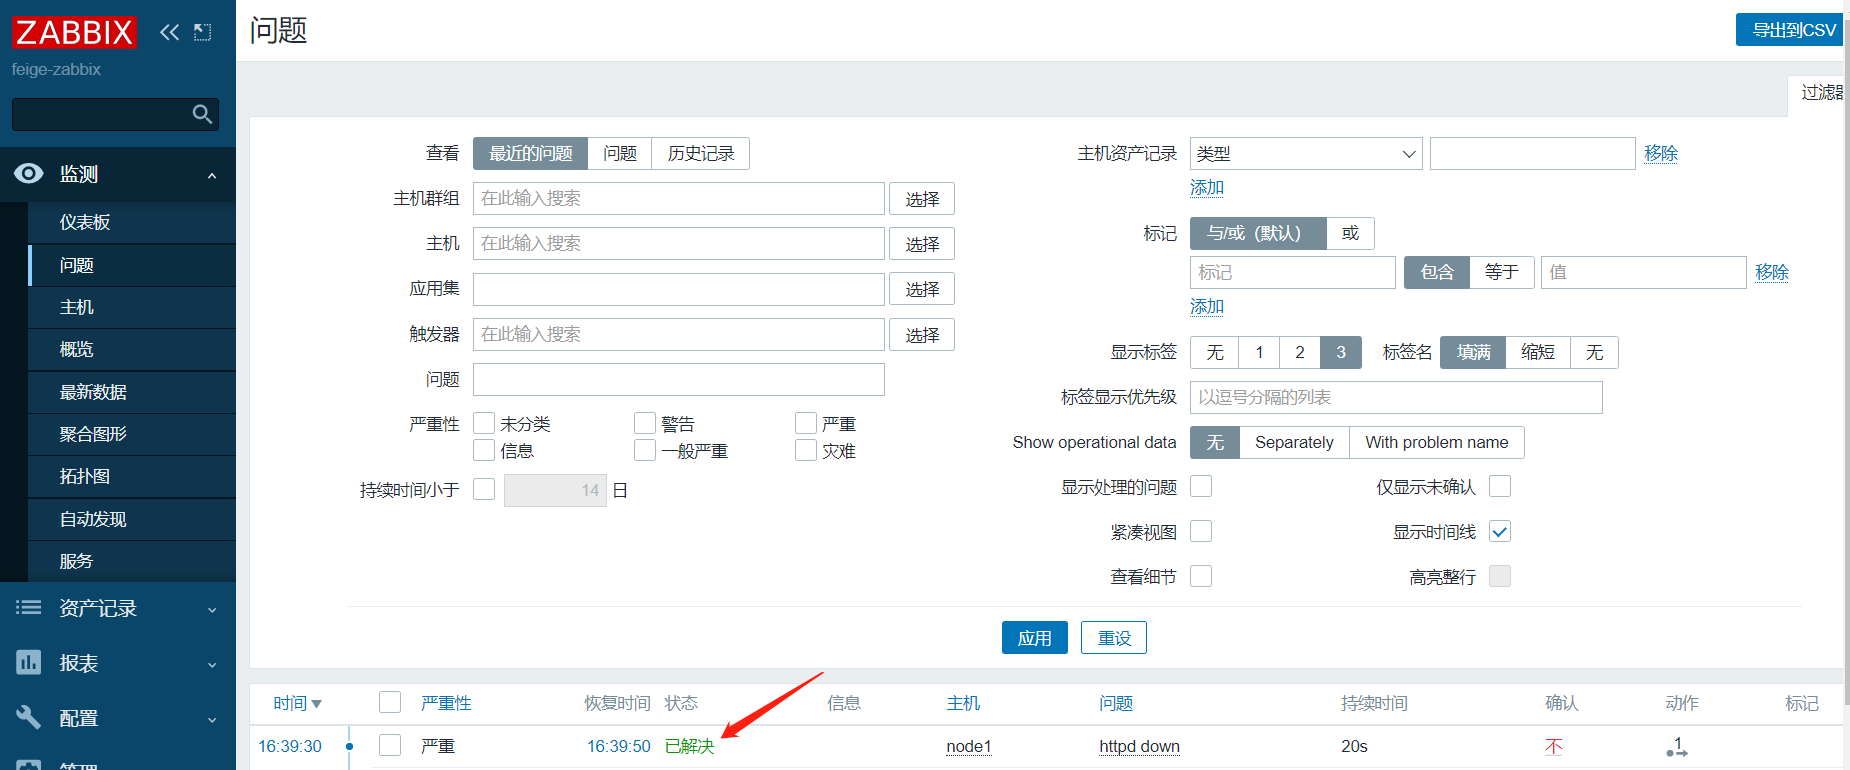 ZABBIX
feige-zabbix
监测
仪表板
问题
主机
概览
最新数据
聚合图形
拓扑图
自动发现
服务
资产记录
报表
配置
问题
导出到CSV
查看 最近的问题 问题 历史记录
主机群组 在此输入搜索 选择
主机 在此输入搜索 选择
应用集 选择
触发器 在此输入搜索 选择
问题
严重性 未分类 警告 严重
信息 一般严重 灾难
持续时间小于 14 日
主机资产记录 类型 移除
添加
标记 与/或（默认） 或
标记 包含 等于 值 移除
添加
显示标签 无 1 2 3 标签名 填满 缩短 无
标签显示优先级 以逗号分隔的列表
Show operational data 无 Separately With problem name
显示处理的问题 仅显示未确认
紧凑视图 显示时间线
查看细节 高亮整行
应用 重设
时间 严重性 恢复时间 状态 信息 主机 问题 持续时间 确认 动作 标记
16:39:30 严重 16:39:50 已解决 node1 httpd down 20s 不 1